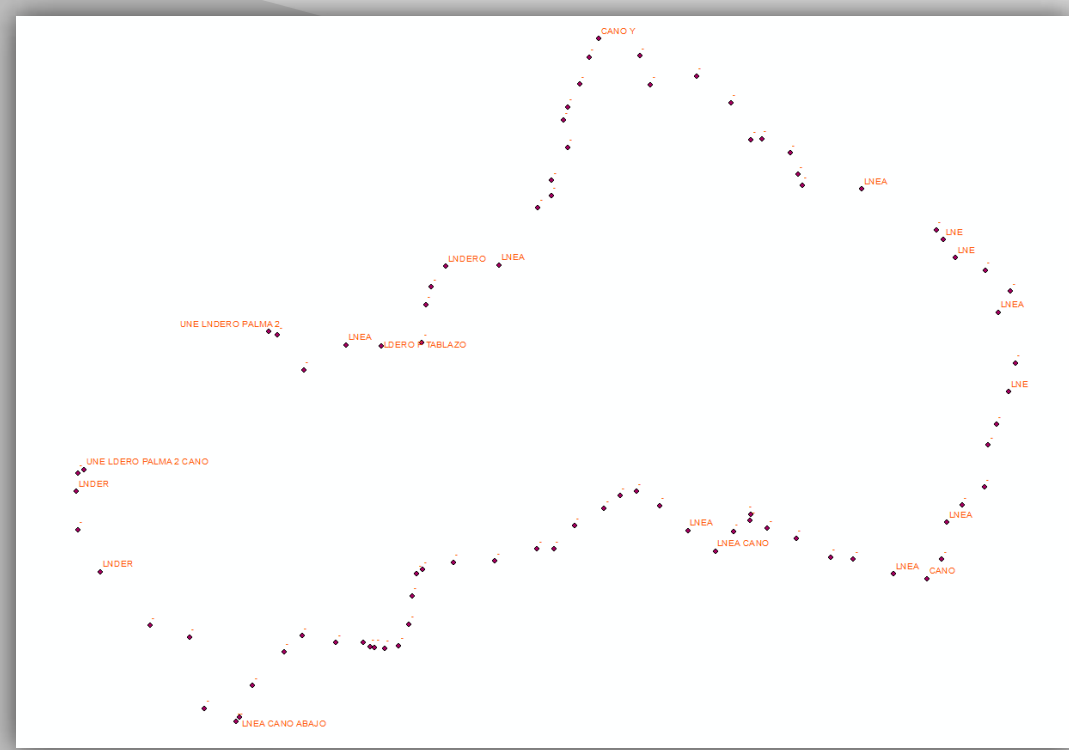 CANO Y
LNEA
LNE
LNDERO
LNEA
LNE
LNEA
UNE LNDERO PALMA 2
LNEA
LDERO P TABLAZO
LNE
UNE LDERO PALMA 2 CANO
LNDER
LNEA
LNEA
LNEA CANO
LNDER
LNEA
CANO
LNEA CANO ABAJO